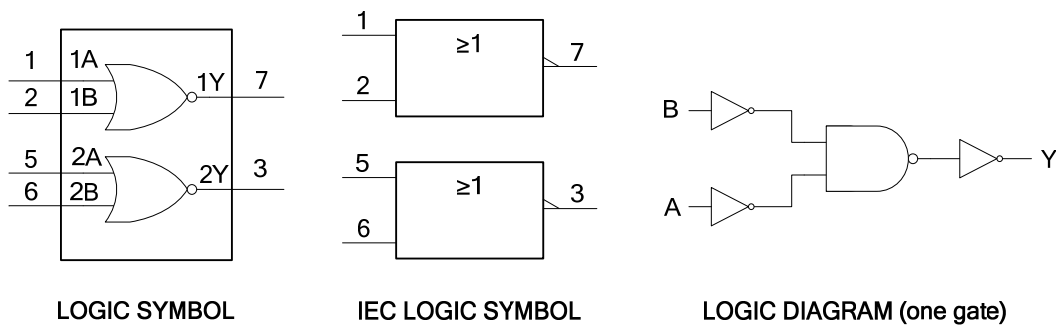 1
1A
1Y
7
2
1B
5
2A
2Y
3
6
2B
LOGIC SYMBOL
1
≥1
7
2
5
≥1
3
6
IEC LOGIC SYMBOL
B
Y
A
LOGIC DIAGRAM (one gate)